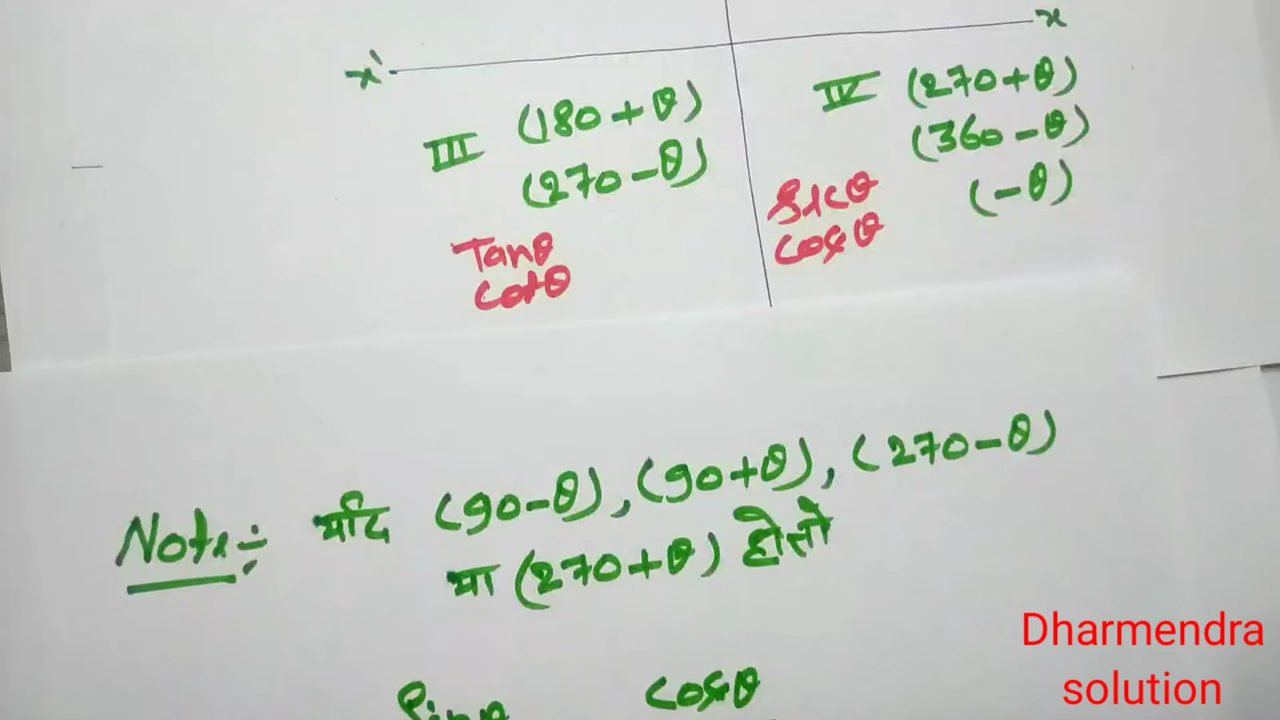 x'
x
III (180+θ)
(270-θ)
Tanθ
Cotθ
IV (270+θ)
(360-θ)
(-θ)
Secθ
Cosθ
Note:- यदि (90-θ), (90+θ), (270-θ)
या (270+θ) हो तो
Sinθ Cosθ
Dharmendra
solution